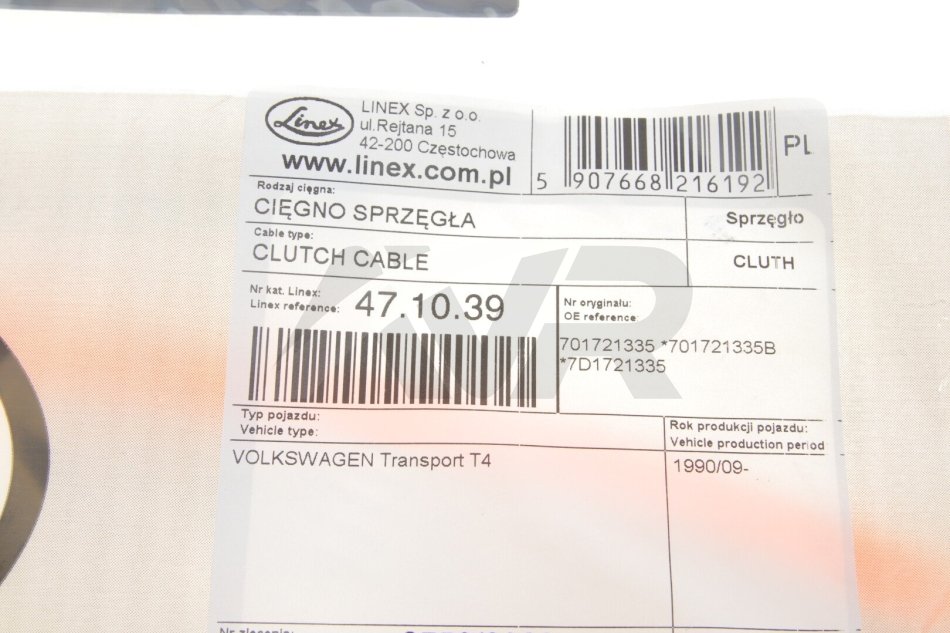 Linex
LINEX Sp. z o.o.
ul.Rejtana 15
42-200 Częstochowa
www.linex.com.pl
5 907668 216192
PL
Rodzaj cięgna:
CIĘGNO SPRZĘGŁA
Sprzęgło
Cable type:
CLUTCH CABLE
CLUTH
Nr kat. Linex:
Linex reference:
47.10.39
Nr oryginału:
OE reference:
701721335 *701721335B
*7D1721335
Typ pojazdu:
Vehicle type:
Rok produkcji pojazdu:
Vehicle production period
VOLKSWAGEN Transport T4
1990/09-
KVR